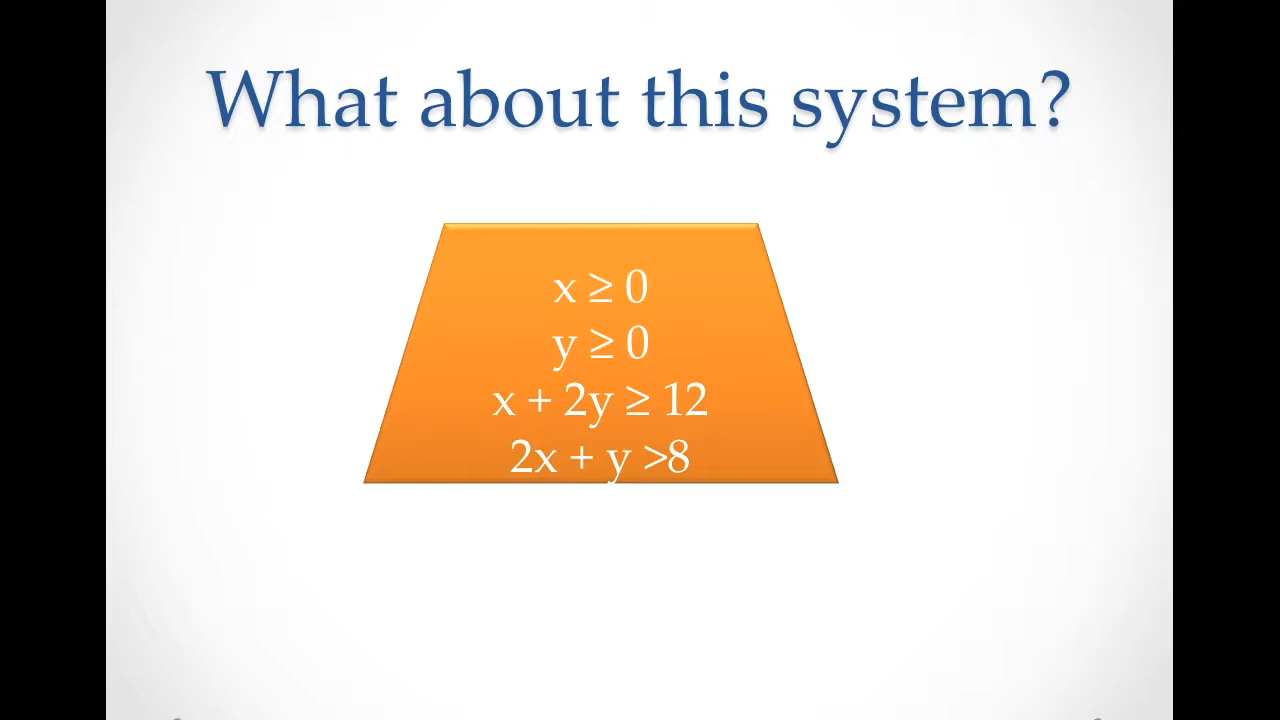 What about this system?
x ≥ 0
y ≥ 0
x + 2y ≥ 12
2x + y >8